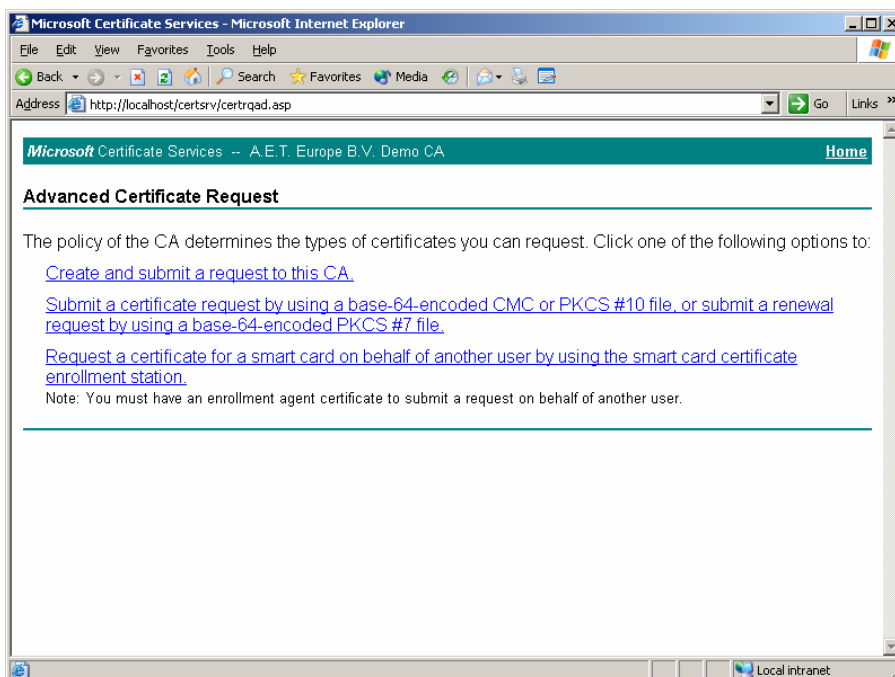 Microsoft Certificate Services - Microsoft Internet Explorer
File Edit View Favorites Tools Help
Back Search Favorites Media
Address http://localhost/certsrv/certrqad.asp Go Links »
Microsoft Certificate Services -- A.E.T. Europe B.V. Demo CA Home
Advanced Certificate Request
The policy of the CA determines the types of certificates you can request. Click one of the following options to:
Create and submit a request to this CA.
Submit a certificate request by using a base-64-encoded CMC or PKCS #10 file, or submit a renewal
request by using a base-64-encoded PKCS #7 file.
Request a certificate for a smart card on behalf of another user by using the smart card certificate
enrollment station.
Note: You must have an enrollment agent certificate to submit a request on behalf of another user.
Local intranet